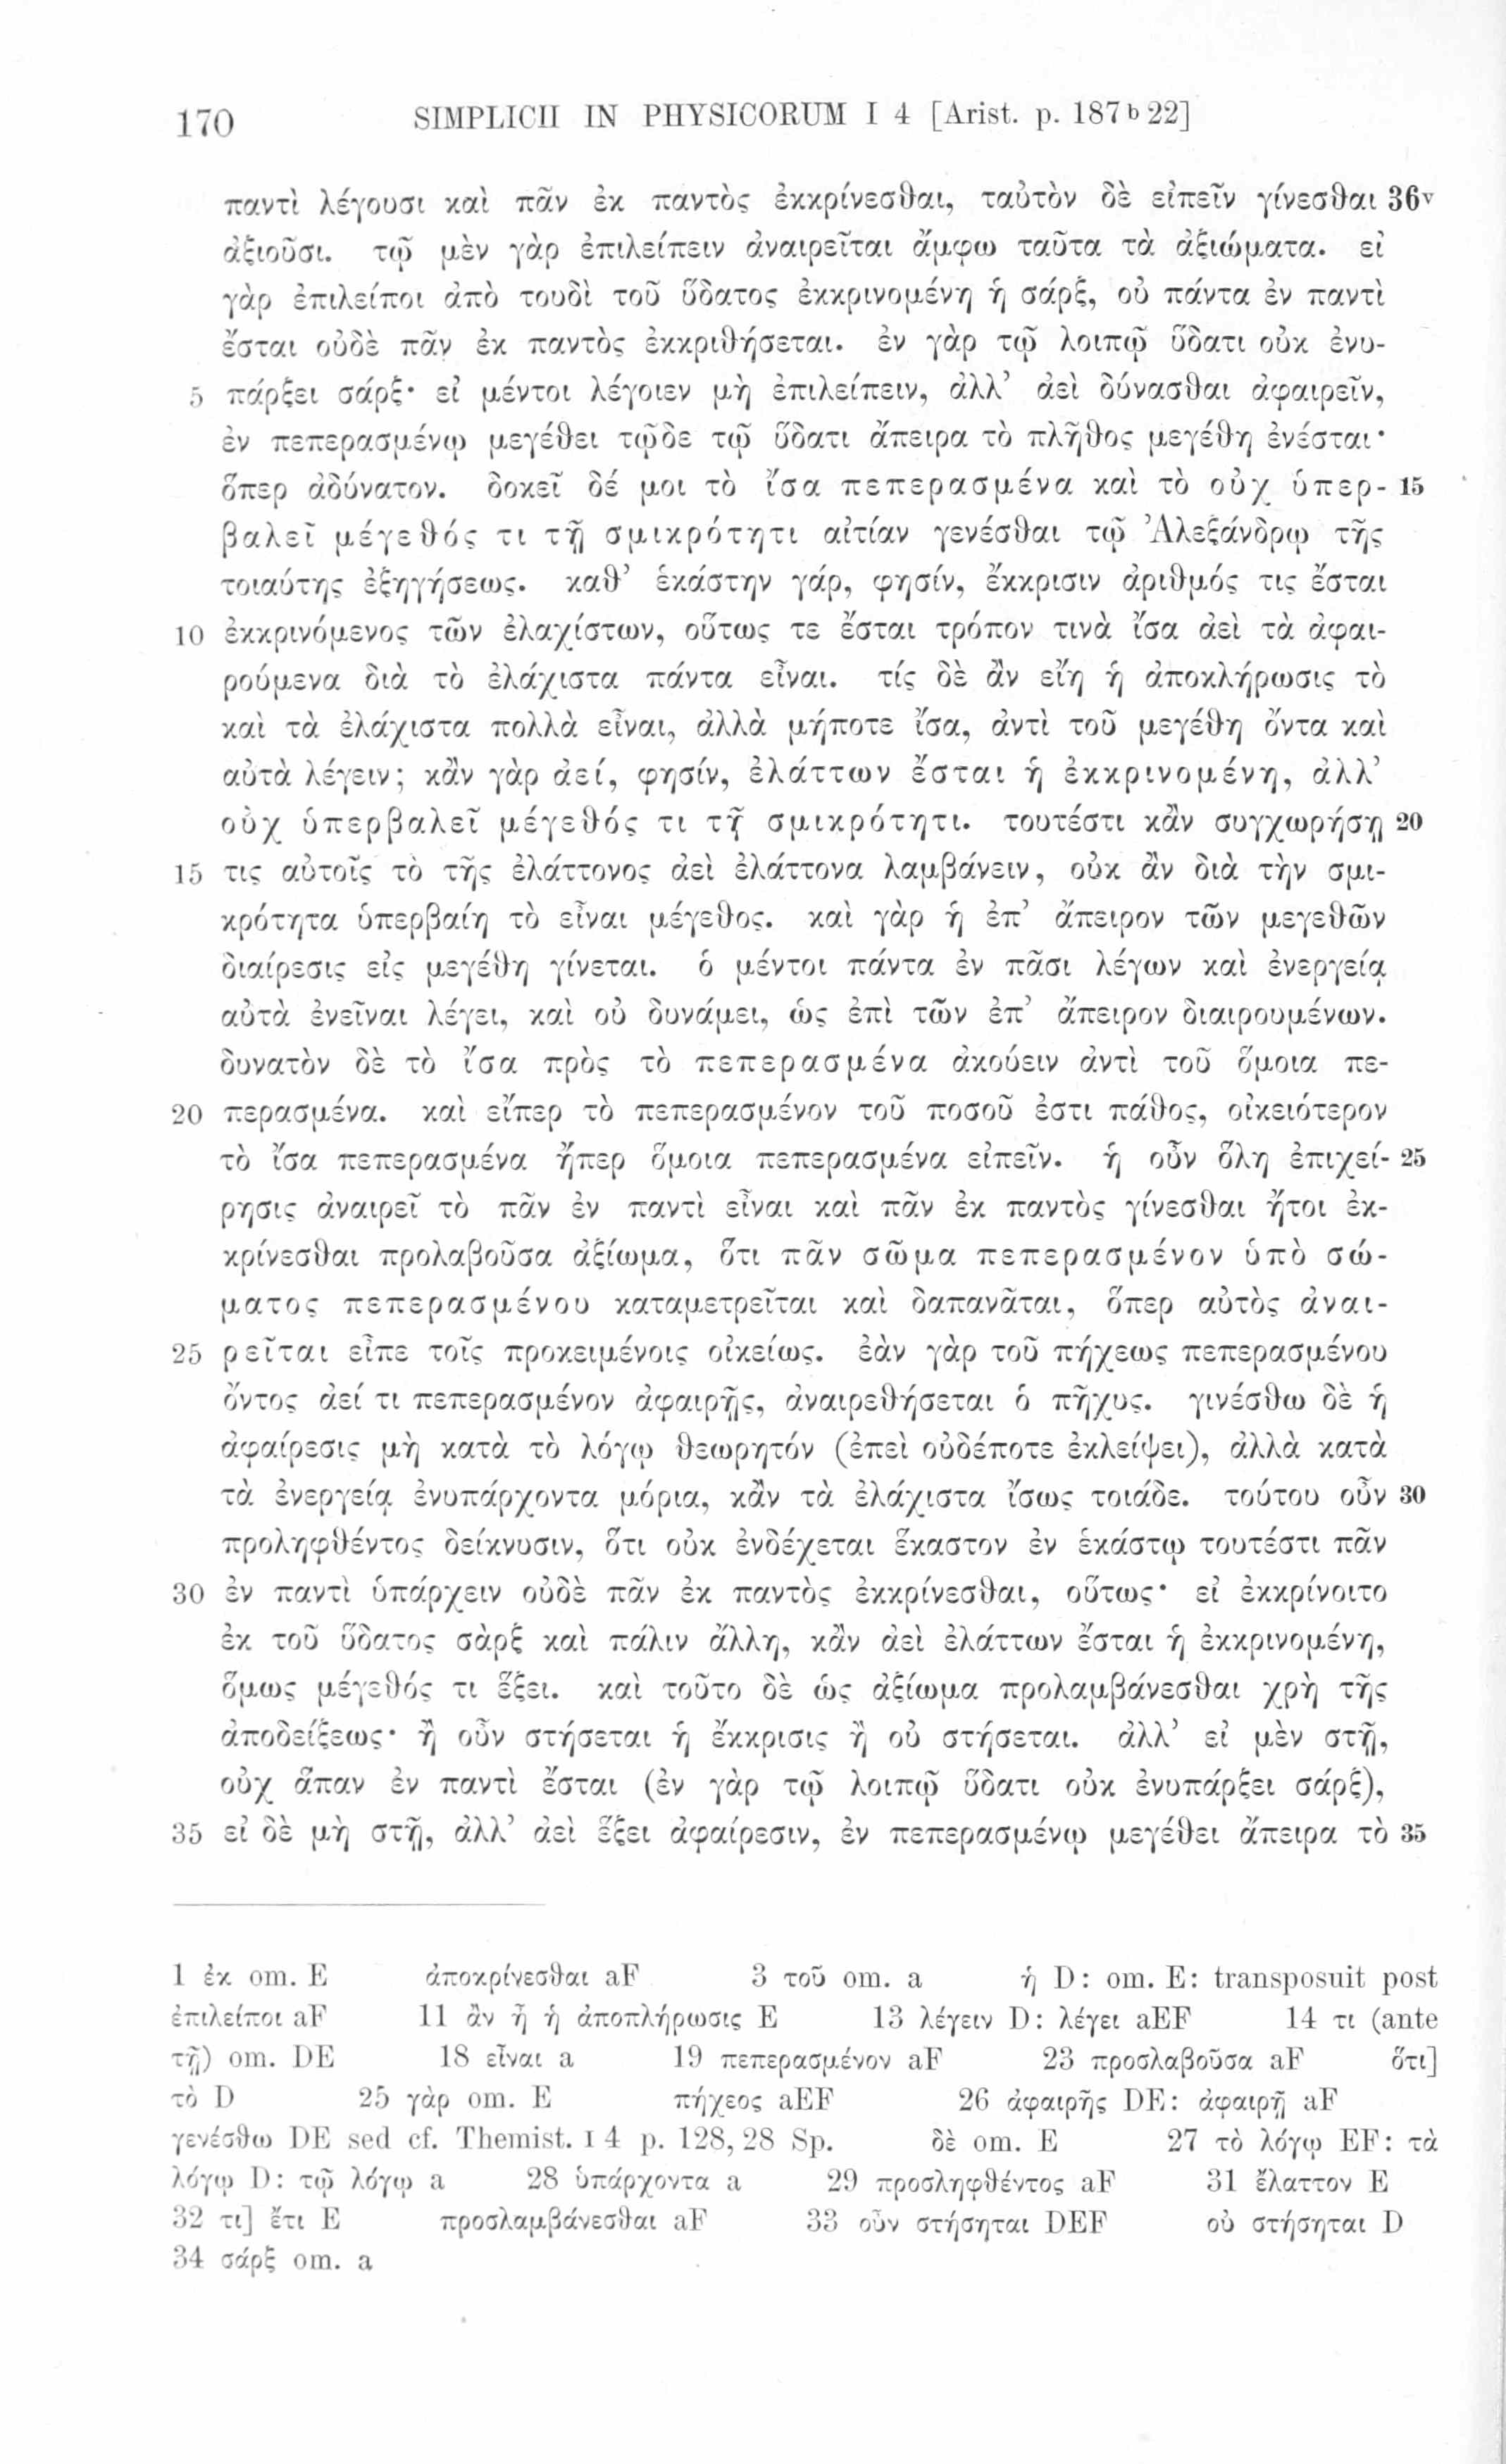 170 SIMPLICII IN PHYSICORUM I 4 [Arist. p. 187 b 22]
παντὶ λέγουσι καὶ πᾶν ἐκ παντὸς ἐκκρίνεσθαι, ταὐτὸν δὲ εἰπεῖν γίνεσθαι 36v
ἀξιοῦσι. τῷ μὲν γὰρ ἐπιλείπειν ἀναιρεῖται ἄμφω ταῦτα τὰ ἀξιώματα. εἰ
γὰρ ἐπιλείποι ἀπὸ τουδὶ τοῦ ὕδατος ἐκκρινομένη ἡ σάρξ, οὐ πάντα ἐν παντὶ
ἔσται οὐδὲ πᾶν ἐκ παντὸς ἐκκριθήσεται. ἐν γὰρ τῷ λοιπῷ ὕδατι οὐκ ἐνυ-
5 πάρξει σάρξ· εἰ μέντοι λέγοιεν μὴ ἐπιλείπειν, ἀλλ’ ἀεὶ δύνασθαι ἀφαιρεῖν,
ἐν πεπερασμένῳ μεγέθει τῷδε τῷ ὕδατι ἄπειρα τὸ πλῆθος μεγέθη ἐνέσται·
ὅπερ ἀδύνατον. δοκεῖ δέ μοι τὸ ἴσα πεπερασμένα καὶ τὸ οὐχ ὑπερ- 15
βαλεῖ μέγεθός τι τῇ σμικρότητι αἰτίαν γενέσθαι τῷ Ἀλεξάνδρῳ τῆς
τοιαύτης ἐξηγήσεως. καθ’ ἑκάστην γάρ, φησίν, ἔκκρισιν ἀριθμός τις ἔσται
10 ἐκκρινόμενος τῶν ἐλαχίστων, οὕτως τε ἔσται τρόπον τινὰ ἴσα ἀεὶ τὰ ἀφαι-
ρούμενα διὰ τὸ ἐλάχιστα πάντα εἶναι. τίς δὲ ἂν εἴη ἡ ἀποκλήρωσις τὸ
καὶ τὰ ἐλάχιστα πολλὰ εἶναι, ἀλλὰ μήποτε ἴσα, ἀντὶ τοῦ μεγέθη ὄντα καὶ
αὐτὰ λέγειν; κἂν γὰρ ἀεί, φησίν, ἐλάττων ἔσται ἡ ἐκκρινομένη, ἀλλ’
οὐχ ὑπερβαλεῖ μέγεθός τι τῇ σμικρότητι. τουτέστι κἂν συγχωρήσῃ 20
15 τις αὐτοῖς τὸ τῆς ἐλάττονος ἀεὶ ἐλάττονα λαμβάνειν, οὐκ ἂν διὰ τὴν σμι-
κρότητα ὑπερβαίη τὸ εἶναι μέγεθος. καὶ γὰρ ἡ ἐπ’ ἄπειρον τῶν μεγεθῶν
διαίρεσις εἰς μεγέθη γίνεται. ὁ μέντοι πάντα ἐν πᾶσι λέγων καὶ ἐνεργείᾳ
αὐτὰ ἐνεῖναι λέγει, καὶ οὐ δυνάμει, ὡς ἐπὶ τῶν ἐπ’ ἄπειρον διαιρουμένων.
δυνατὸν δὲ τὸ ἴσα πρὸς τὸ πεπερασμένα ἀκούειν ἀντὶ τοῦ ὅμοια πε-
20 περασμένα. καὶ εἴπερ τὸ πεπερασμένον τοῦ ποσοῦ ἐστι πάθος, οἰκειότερον
τὸ ἴσα πεπερασμένα ἤπερ ὅμοια πεπερασμένα εἰπεῖν. ἡ οὖν ὅλη ἐπιχεί- 25
ρησις ἀναιρεῖ τὸ πᾶν ἐν παντὶ εἶναι καὶ πᾶν ἐκ παντὸς γίνεσθαι ἤτοι ἐκ-
κρίνεσθαι προλαβοῦσα ἀξίωμα, ὅτι πᾶν σῶμα πεπερασμένον ὑπὸ σώ-
ματος πεπερασμένου καταμετρεῖται καὶ δαπανᾶται, ὅπερ αὐτὸς ἀναι-
25 ρεῖται εἶπε τοῖς προκειμένοις οἰκείως. ἐὰν γὰρ τοῦ πήχεως πεπερασμένου
ὄντος ἀεί τι πεπερασμένον ἀφαιρῇς, ἀναιρεθήσεται ὁ πῆχυς. γινέσθω δὲ ἡ
ἀφαίρεσις μὴ κατὰ τὸ λόγῳ θεωρητόν (ἐπεὶ οὐδέποτε ἐκλείψει), ἀλλὰ κατὰ
τὰ ἐνεργείᾳ ἐνυπάρχοντα μόρια, κἂν τὰ ἐλάχιστα ἴσως τοιάδε. τούτου οὖν 30
προληφθέντος δείκνυσιν, ὅτι οὐκ ἐνδέχεται ἕκαστον ἐν ἑκάστῳ τουτέστι πᾶν
30 ἐν παντὶ ὑπάρχειν οὐδὲ πᾶν ἐκ παντὸς ἐκκρίνεσθαι, οὕτως· εἰ ἐκκρίνοιτο
ἐκ τοῦ ὕδατος σὰρξ καὶ πάλιν ἄλλη, κἂν ἀεὶ ἐλάττων ἔσται ἡ ἐκκρινομένη,
ὅμως μέγεθός τι ἕξει. καὶ τοῦτο δὲ ὡς ἀξίωμα προλαμβάνεσθαι χρὴ τῆς
ἀποδείξεως· ἢ οὖν στήσεται ἡ ἔκκρισις ἢ οὐ στήσεται. ἀλλ’ εἰ μὲν στῇ,
οὐχ ἅπαν ἐν παντὶ ἔσται (ἐν γὰρ τῷ λοιπῷ ὕδατι οὐκ ἐνυπάρξει σάρξ),
35 εἰ δὲ μὴ στῇ, ἀλλ’ ἀεὶ ἕξει ἀφαίρεσιν, ἐν πεπερασμένῳ μεγέθει ἄπειρα τὸ 35
1 ἐκ om. E ἀποκρίνεσθαι aF 3 τοῦ om. a ἡ D: om. E: transposuit post
ἐπιλείποι aF 11 ἂν ᾖ ἡ ἀποπλήρωσις E 13 λέγειν D: λέγει aEF 14 τι (ante
τῇ) om. DE 18 εἶναι a 19 πεπερασμένον aF 23 προσλαβοῦσα aF ὅτι]
τὸ D 25 γὰρ om. E πήχεος aEF 26 ἀφαιρῆς DE: ἀφαιρῇ aF
γενέσθω DE sed cf. Themist. I 4 p. 128, 28 Sp. δὲ om. E 27 τὸ λόγῳ EF: τὰ
λόγῳ D: τῷ λόγῳ a 28 ὑπάρχοντα a 29 προσληφθέντος aF 31 ἔλαττον E
32 τι] ἔτι E προσλαμβάνεσθαι aF 33 οὖν στήσηται DEF οὐ στήσηται D
34 σάρξ om. a